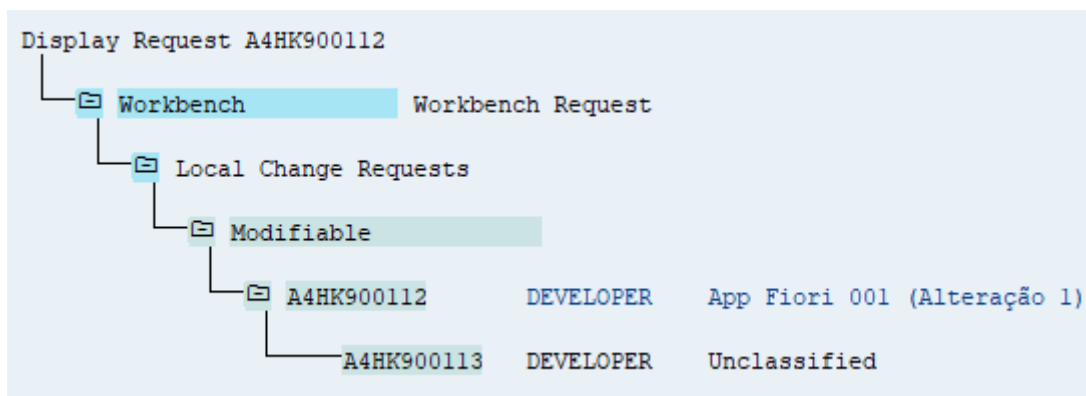 Display Request A4HK900112
Workbench Workbench Request
Local Change Requests
Modifiable
A4HK900112 DEVELOPER App Fiori 001 (Alteração 1)
A4HK900113 DEVELOPER Unclassified